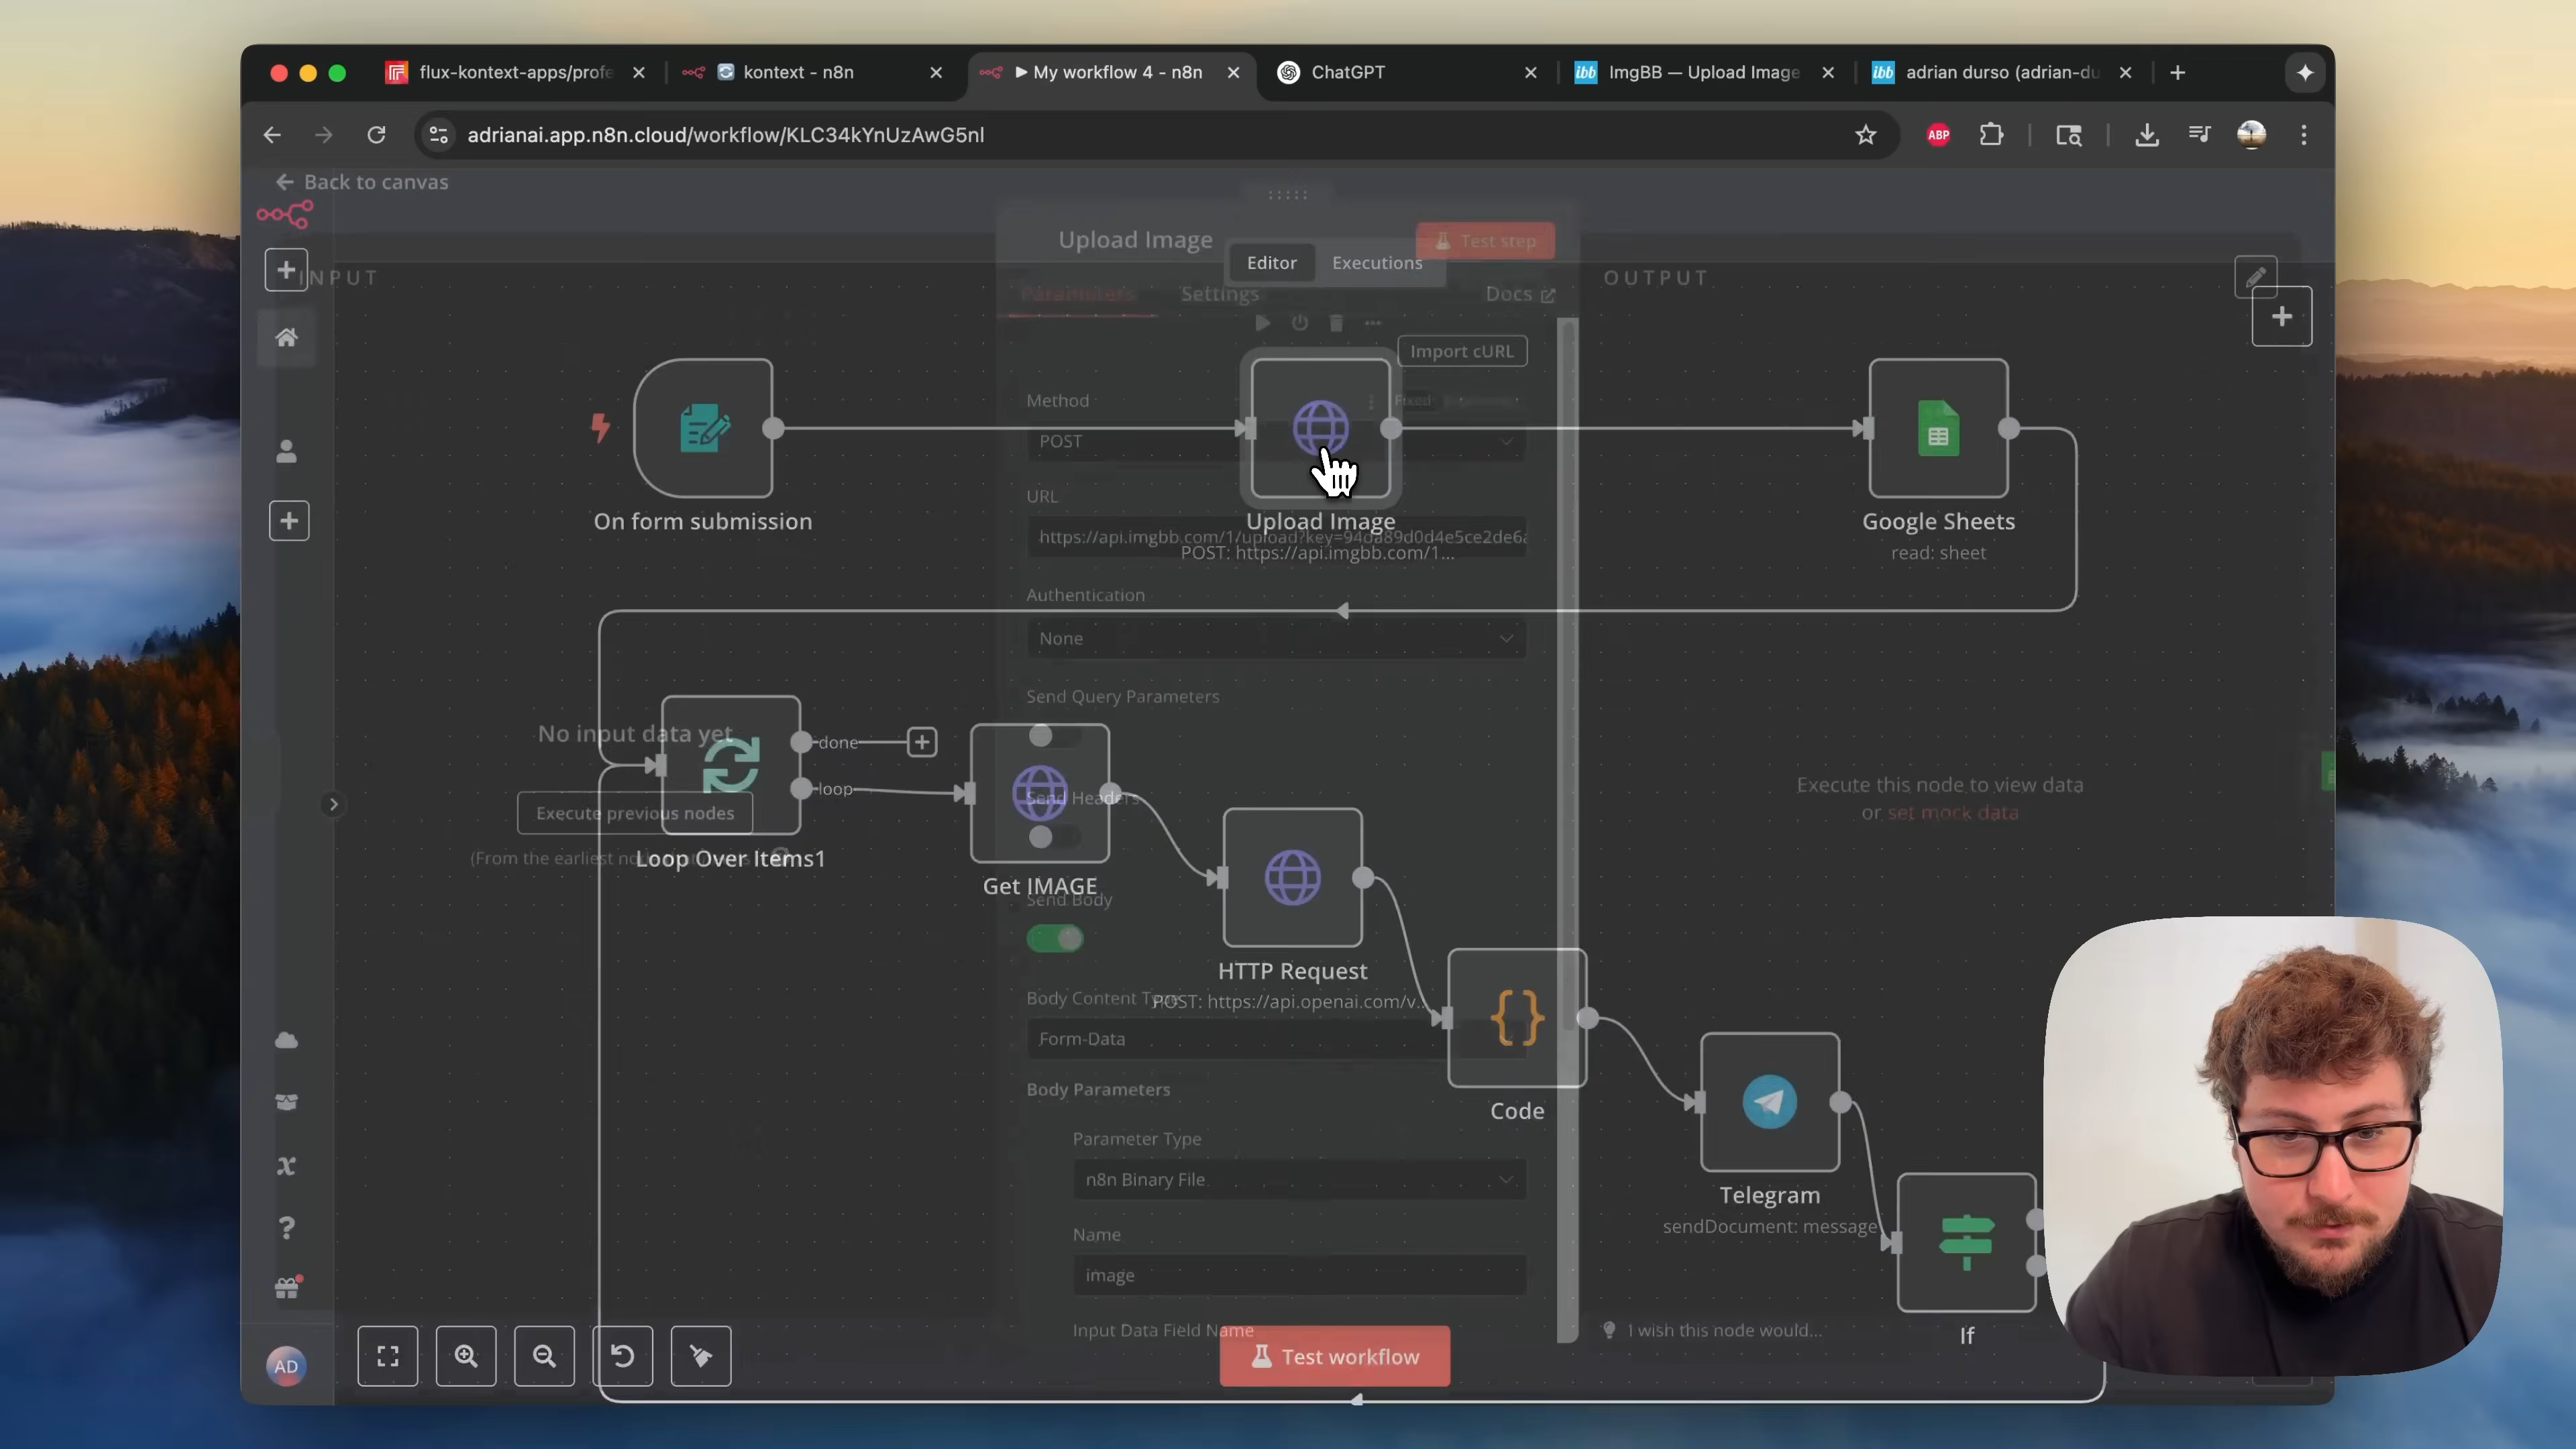 flux-kontext-apps/profe
kontext - n8n
My workflow 4 - n8n
ChatGPT
ibb ImgBB — Upload Image
ibb adrian durso (adrian-du
adrianai.app.n8n.cloud/workflow/KLC34kYnUzAwG5nl
ABP
Back to canvas
Upload Image
Test step
Editor
Executions
INPUT
OUTPUT
Parameters
Settings
Docs
Import cURL
Method
Fixed
POST
URL
On form submission
Upload Image
Google Sheets
https://api.imgbb.com/1/upload?key=94da89d0d4e5ce2de6
POST: https://api.imgbb.com/1...
read: sheet
Authentication
None
Send Query Parameters
No input data yet
done
loop
Execute previous nodes
Send Headers
Execute this node to view data
or set mock data
(From the earliest
Loop Over Items1
Get IMAGE
Send Body
HTTP Request
Body Content Type
POST: https://api.openai.com/v...
Form-Data
Body Parameters
Code
Parameter Type
n8n Binary File
Telegram
sendDocument: message
Name
image
Input Data Field Name
I wish this node would...
If
Test workflow
AD